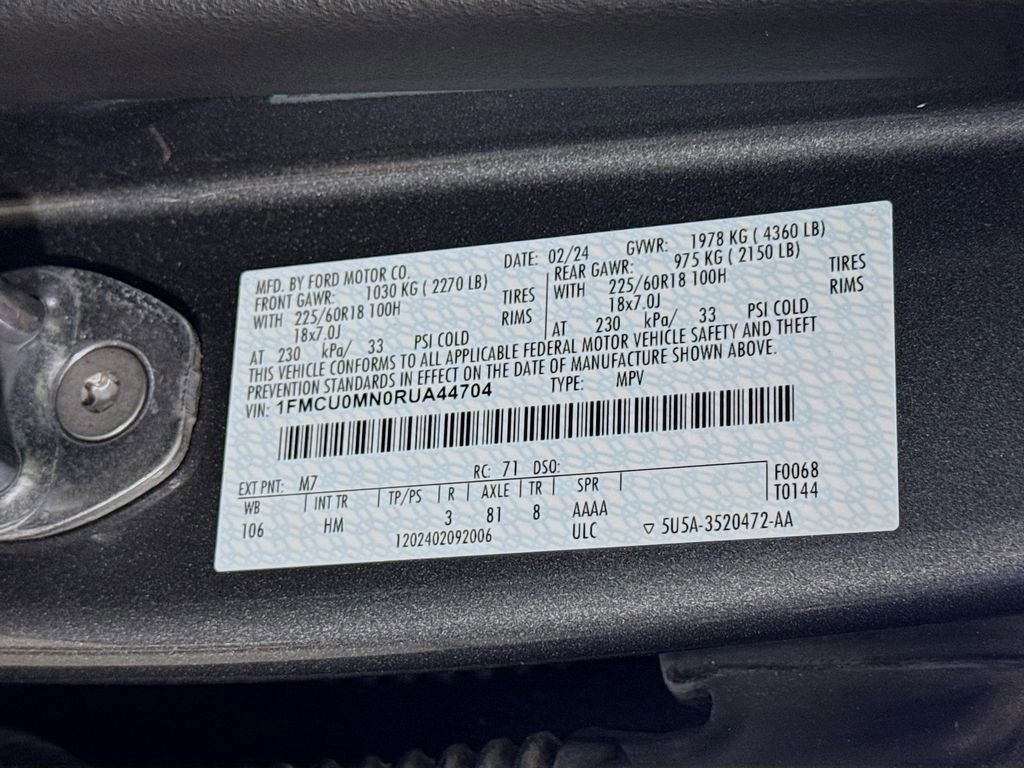 MFD. BY FORD MOTOR CO. DATE: 02/24 GVWR: 1978 KG ( 4360 LB)
FRONT GAWR: 1030 KG ( 2270 LB) REAR GAWR: 975 KG ( 2150 LB)
WITH 225/60R18 100H TIRES WITH 225/60R18 100H TIRES
18x7.0J RIMS 18x7.0J RIMS
AT 230 kPa/ 33 PSI COLD AT 230 kPa/ 33 PSI COLD
THIS VEHICLE CONFORMS TO ALL APPLICABLE FEDERAL MOTOR VEHICLE SAFETY AND THEFT
PREVENTION STANDARDS IN EFFECT ON THE DATE OF MANUFACTURE SHOWN ABOVE.
VIN: 1FMCU0MN0RUA44704 TYPE: MPV
EXT PNT: M7 RC: 71 DSO: F0068
WB INT TR TP/PS R AXLE TR SPR T0144
106 HM 3 81 8 AAAA
1202402092006 ULC ▽ 5U5A-3520472-AA